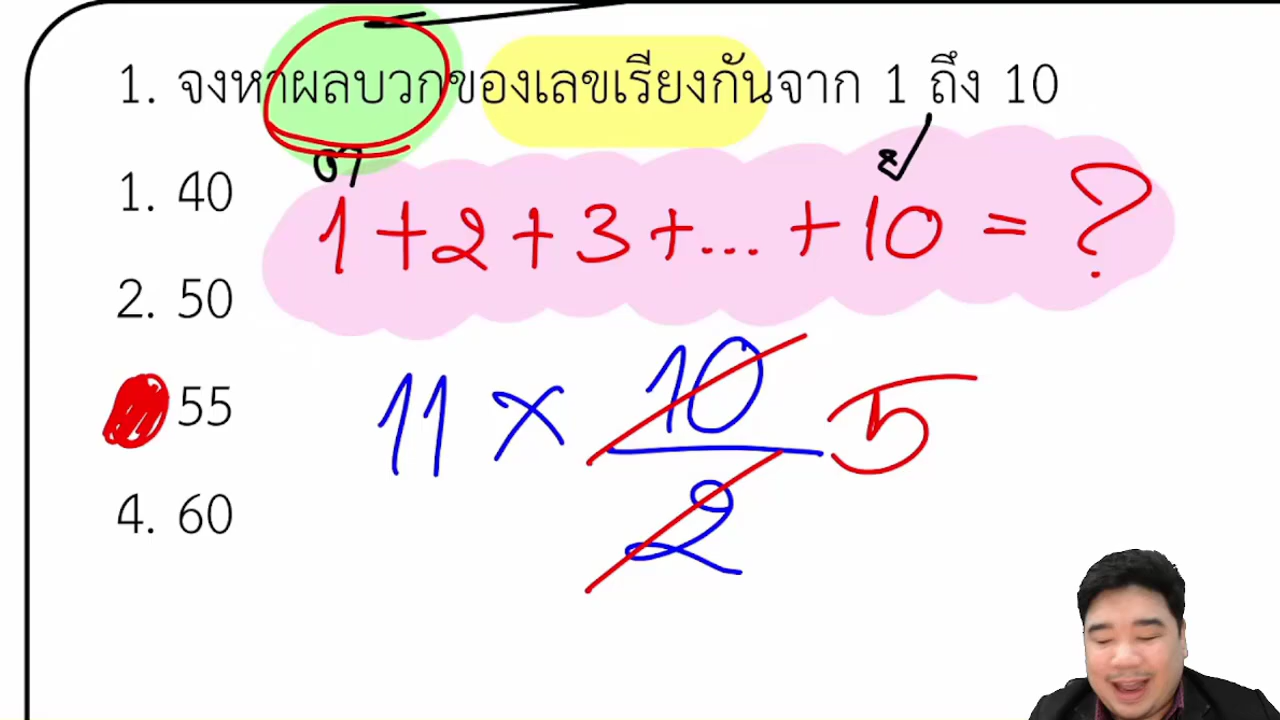 1. จงหาผลบวกของเลขเรียงกันจาก 1 ถึง 10
1. 40
1 + 2 + 3 + ... + 10 = ?
2. 50
55
11 × 10/2 5
4. 60